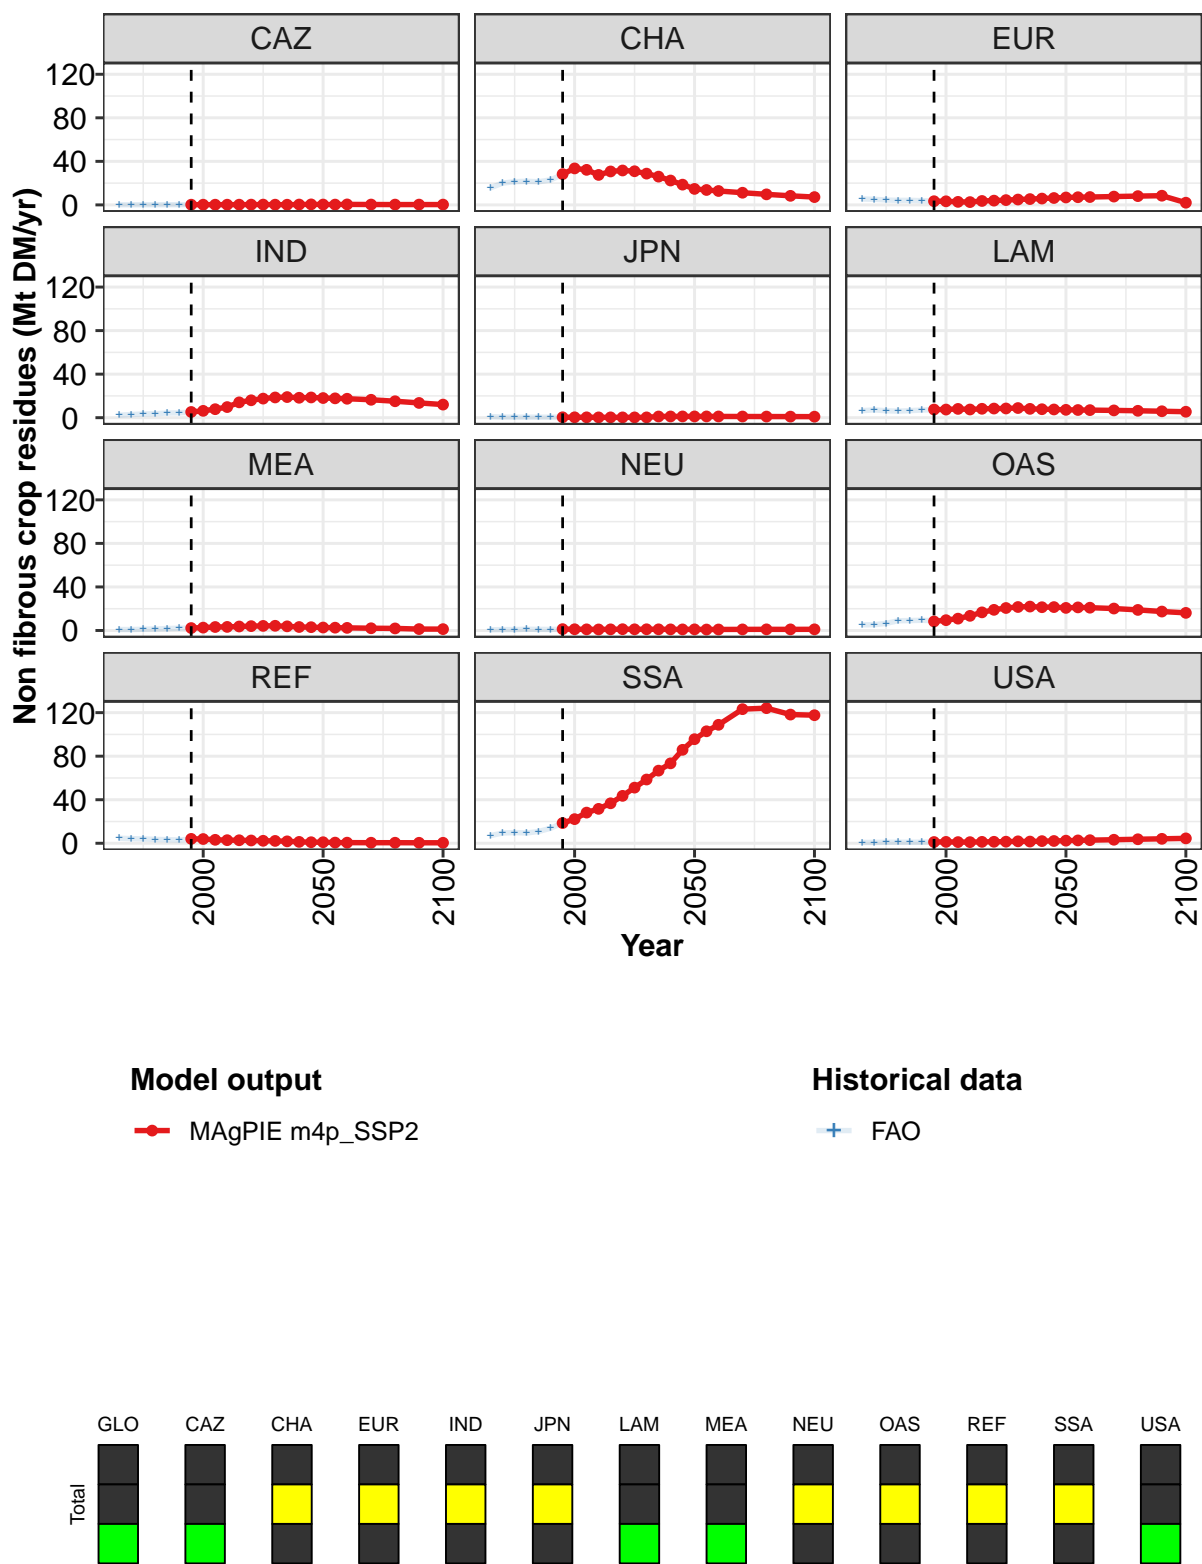 CAZ CHA EUR
120
80
40
0
IND JPN LAM
120
80
40
0
MEA NEU OAS
120
80
40
0
REF SSA USA
120
80
40
0
Non fibrous crop residues (Mt DM/yr)
2000 2050 2100 2000 2050 2100 2000 2050 2100
Year
Model output Historical data
MAgPIE m4p_SSP2 FAO
GLO CAZ CHA EUR IND JPN LAM MEA NEU OAS REF SSA USA
Total